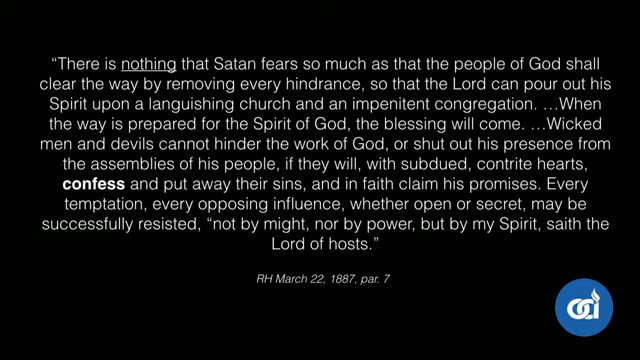 “There is nothing that Satan fears so much as that the people of God shall
clear the way by removing every hindrance, so that the Lord can pour out his
Spirit upon a languishing church and an impenitent congregation. …When
the way is prepared for the Spirit of God, the blessing will come. …Wicked
men and devils cannot hinder the work of God, or shut out his presence from
the assemblies of his people, if they will, with subdued, contrite hearts,
confess and put away their sins, and in faith claim his promises. Every
temptation, every opposing influence, whether open or secret, may be
successfully resisted, “not by might, nor by power, but by my Spirit, saith the
Lord of hosts.”
RH March 22, 1887, par. 7
OCI